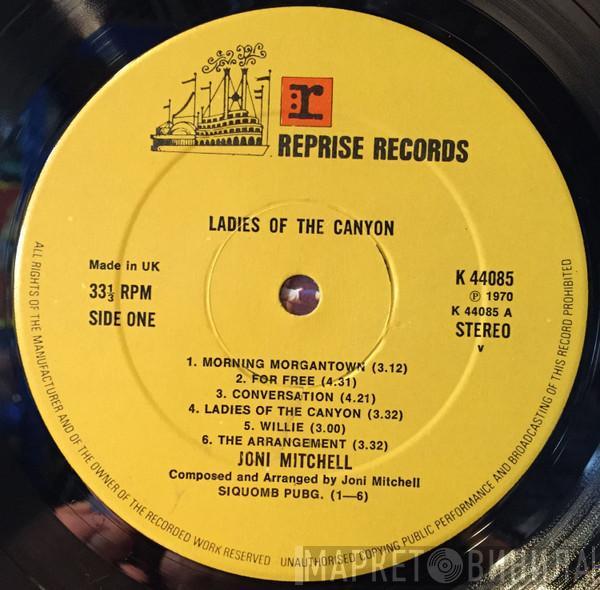 r
REPRISE RECORDS
LADIES OF THE CANYON
Made in UK
33⅓ RPM
SIDE ONE
K 44085
℗ 1970
K 44085 A
STEREO
v
1. MORNING MORGANTOWN (3.12)
2. FOR FREE (4.31)
3. CONVERSATION (4.21)
4. LADIES OF THE CANYON (3.32)
5. WILLIE (3.00)
6. THE ARRANGEMENT (3.32)
JONI MITCHELL
Composed and Arranged by Joni Mitchell
SIQUOMB PUBG. (1—6)
ALL RIGHTS OF THE MANUFACTURER AND OF THE OWNER OF THE RECORDED WORK RESERVED UNAUTHORISED COPYING PUBLIC PERFORMANCE AND BROADCASTING OF THIS RECORD PROHIBITED
МАРКЕТ ВИНИЛА